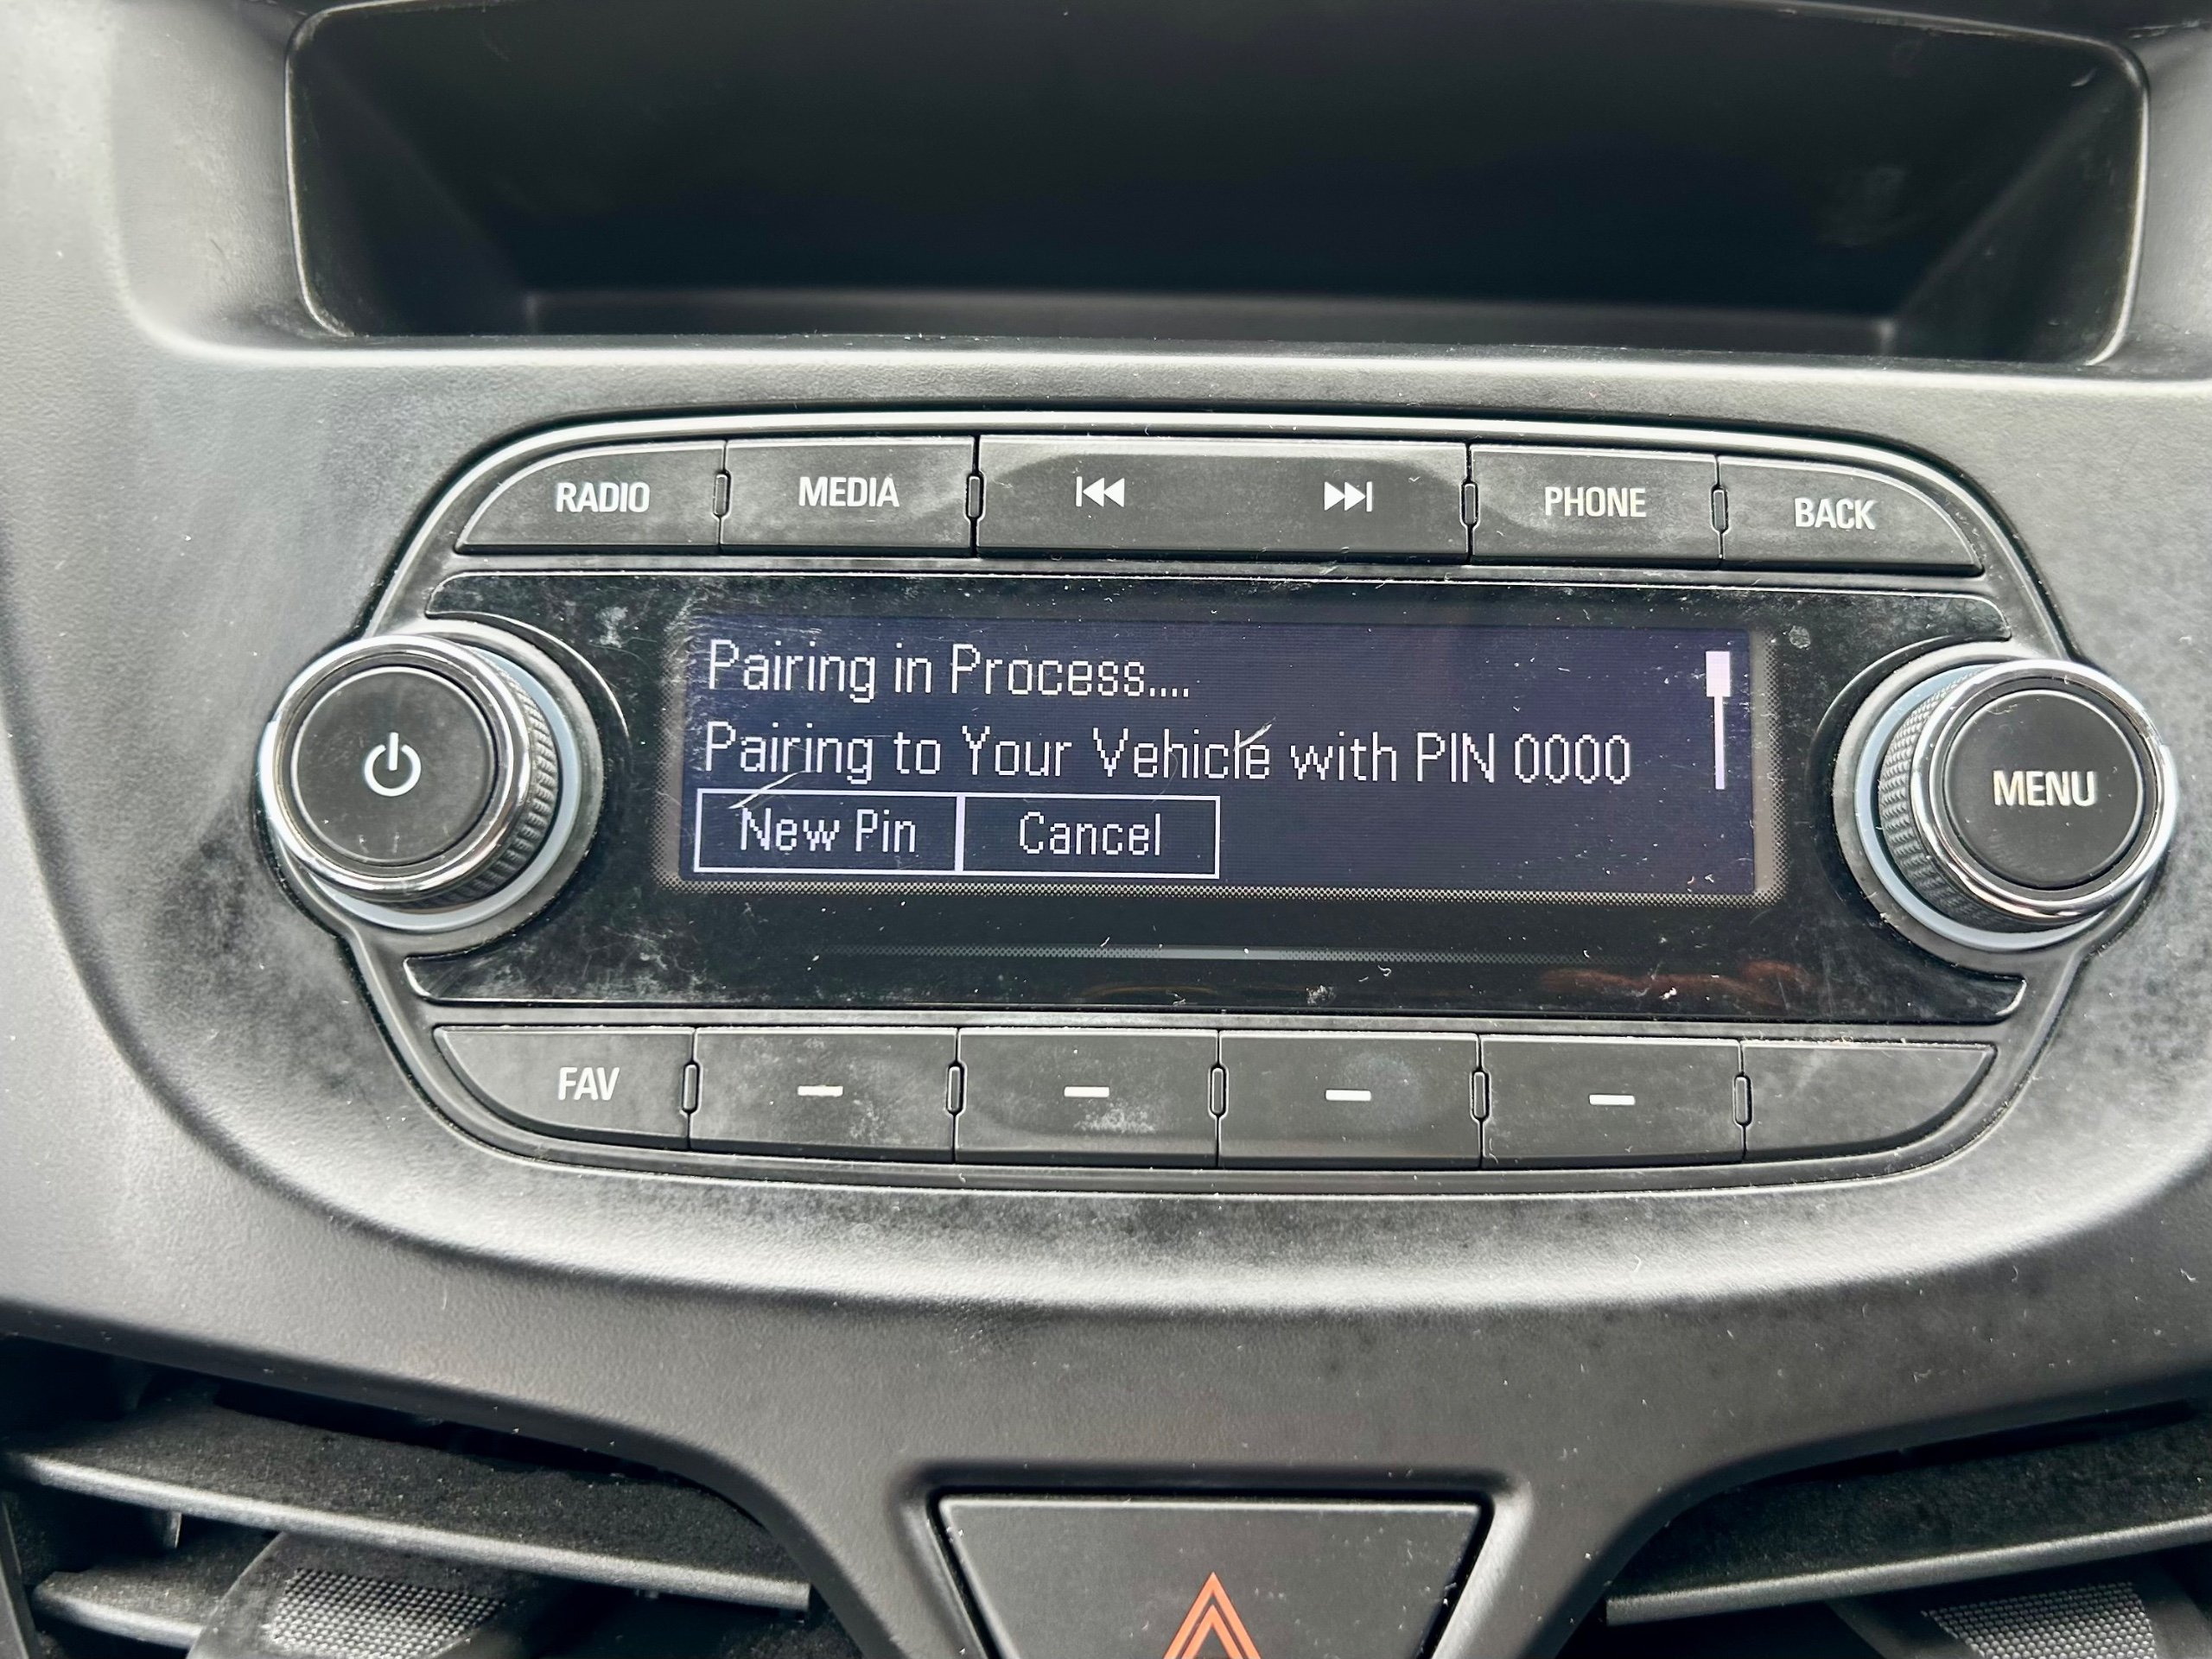 RADIO MEDIA PHONE BACK
Pairing in Process....
Pairing to Your Vehicle with PIN 0000
New Pin Cancel
MENU
FAV